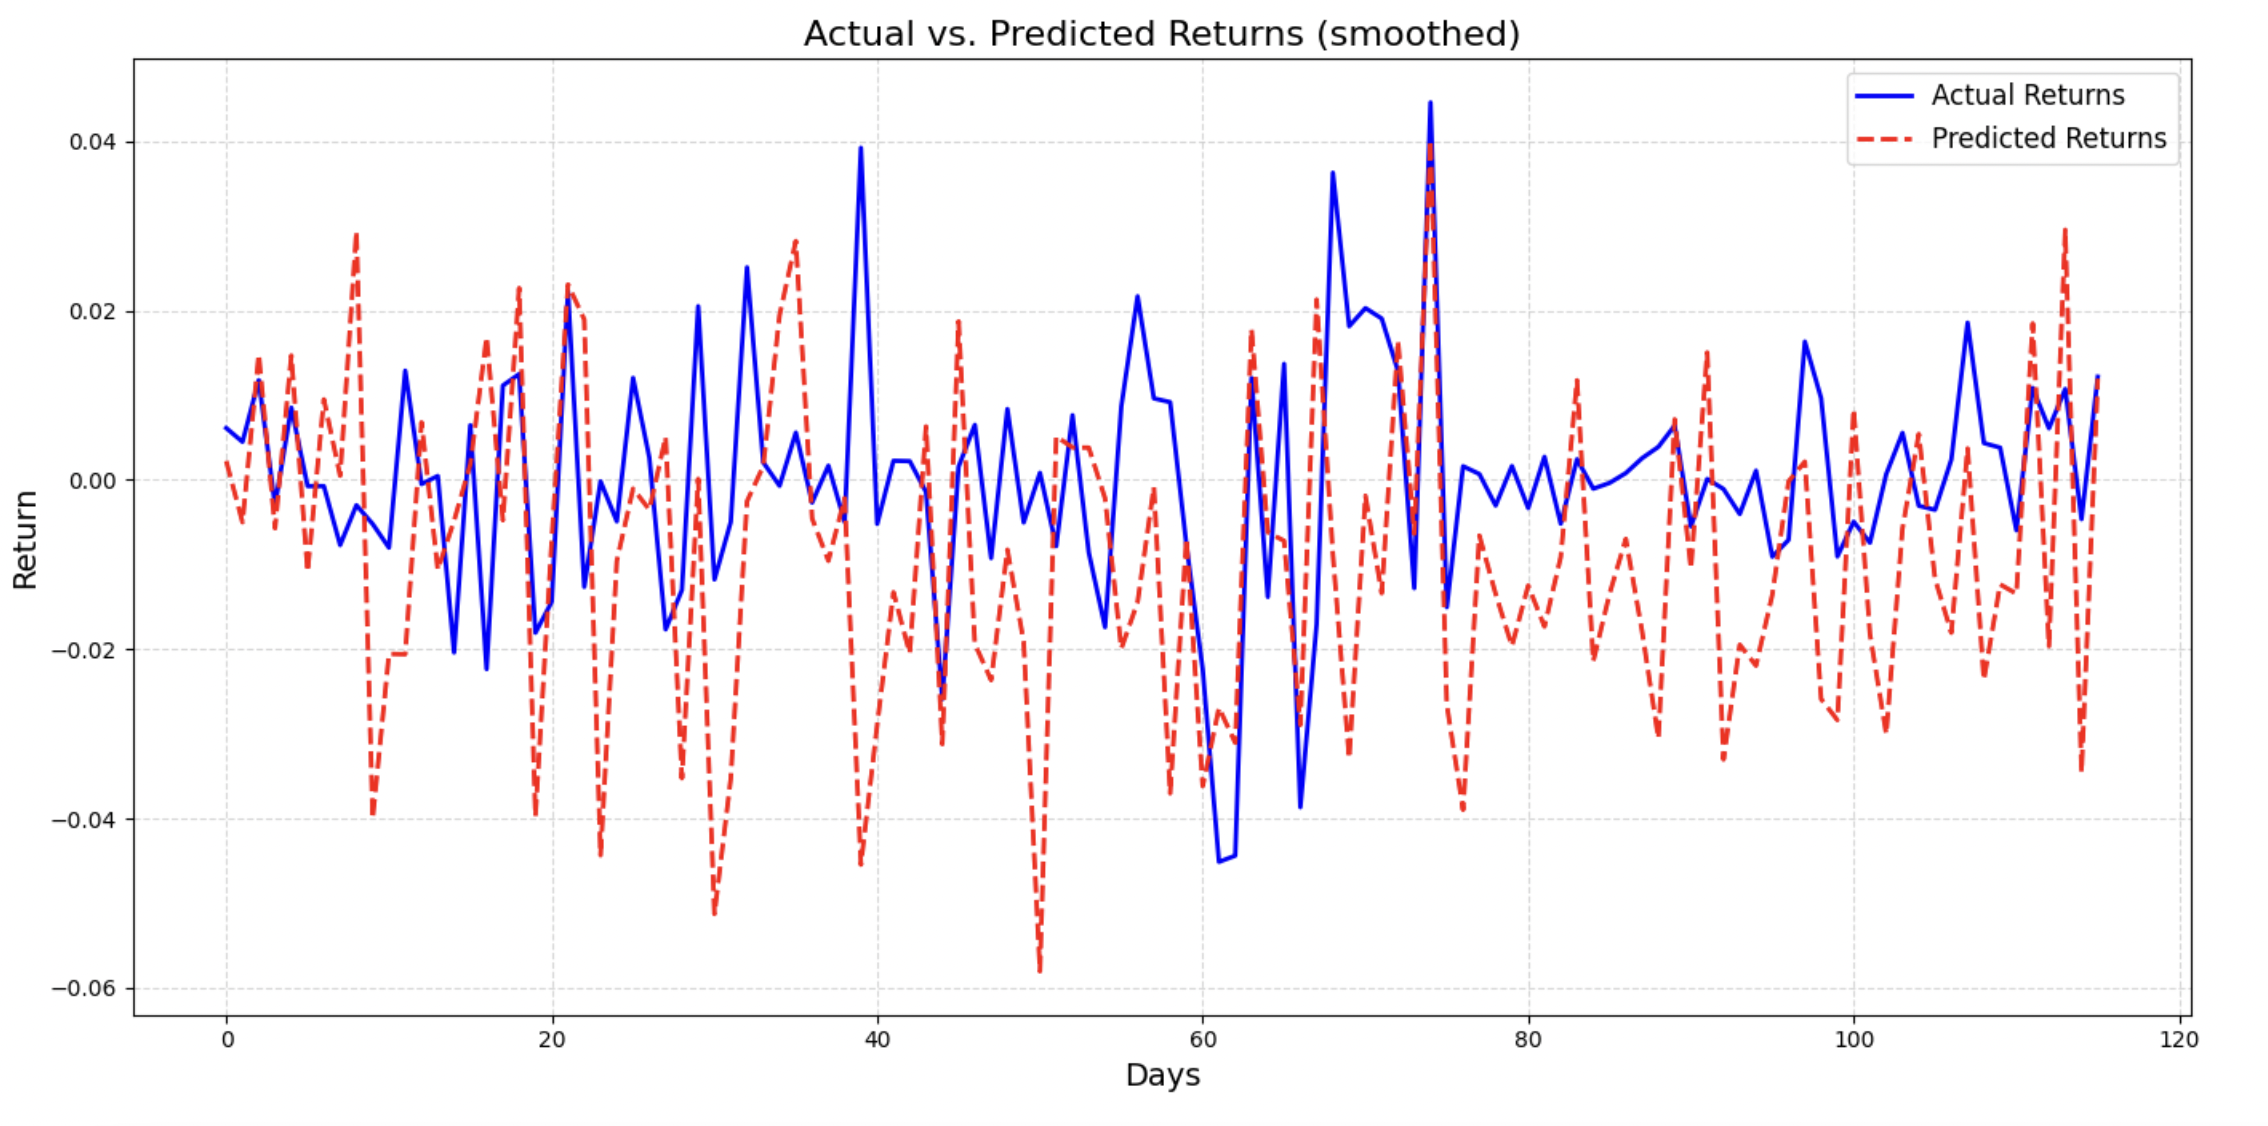 Actual vs. Predicted Returns (smoothed)
Actual Returns
Predicted Returns
Return
0.04
0.02
0.00
−0.02
−0.04
−0.06
0
20
40
60
80
100
120
Days